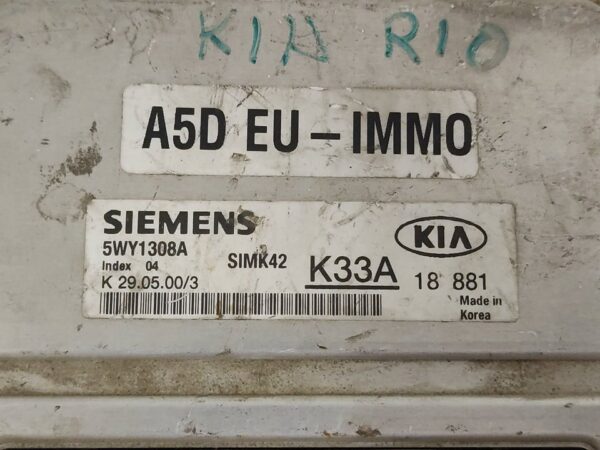 KIA RIO
A5D EU – IMMO
SIEMENS
5WY1308A
Index 04
SIMK42
K 29.05.00/3
K33A
KIA
18 881
Made in
Korea